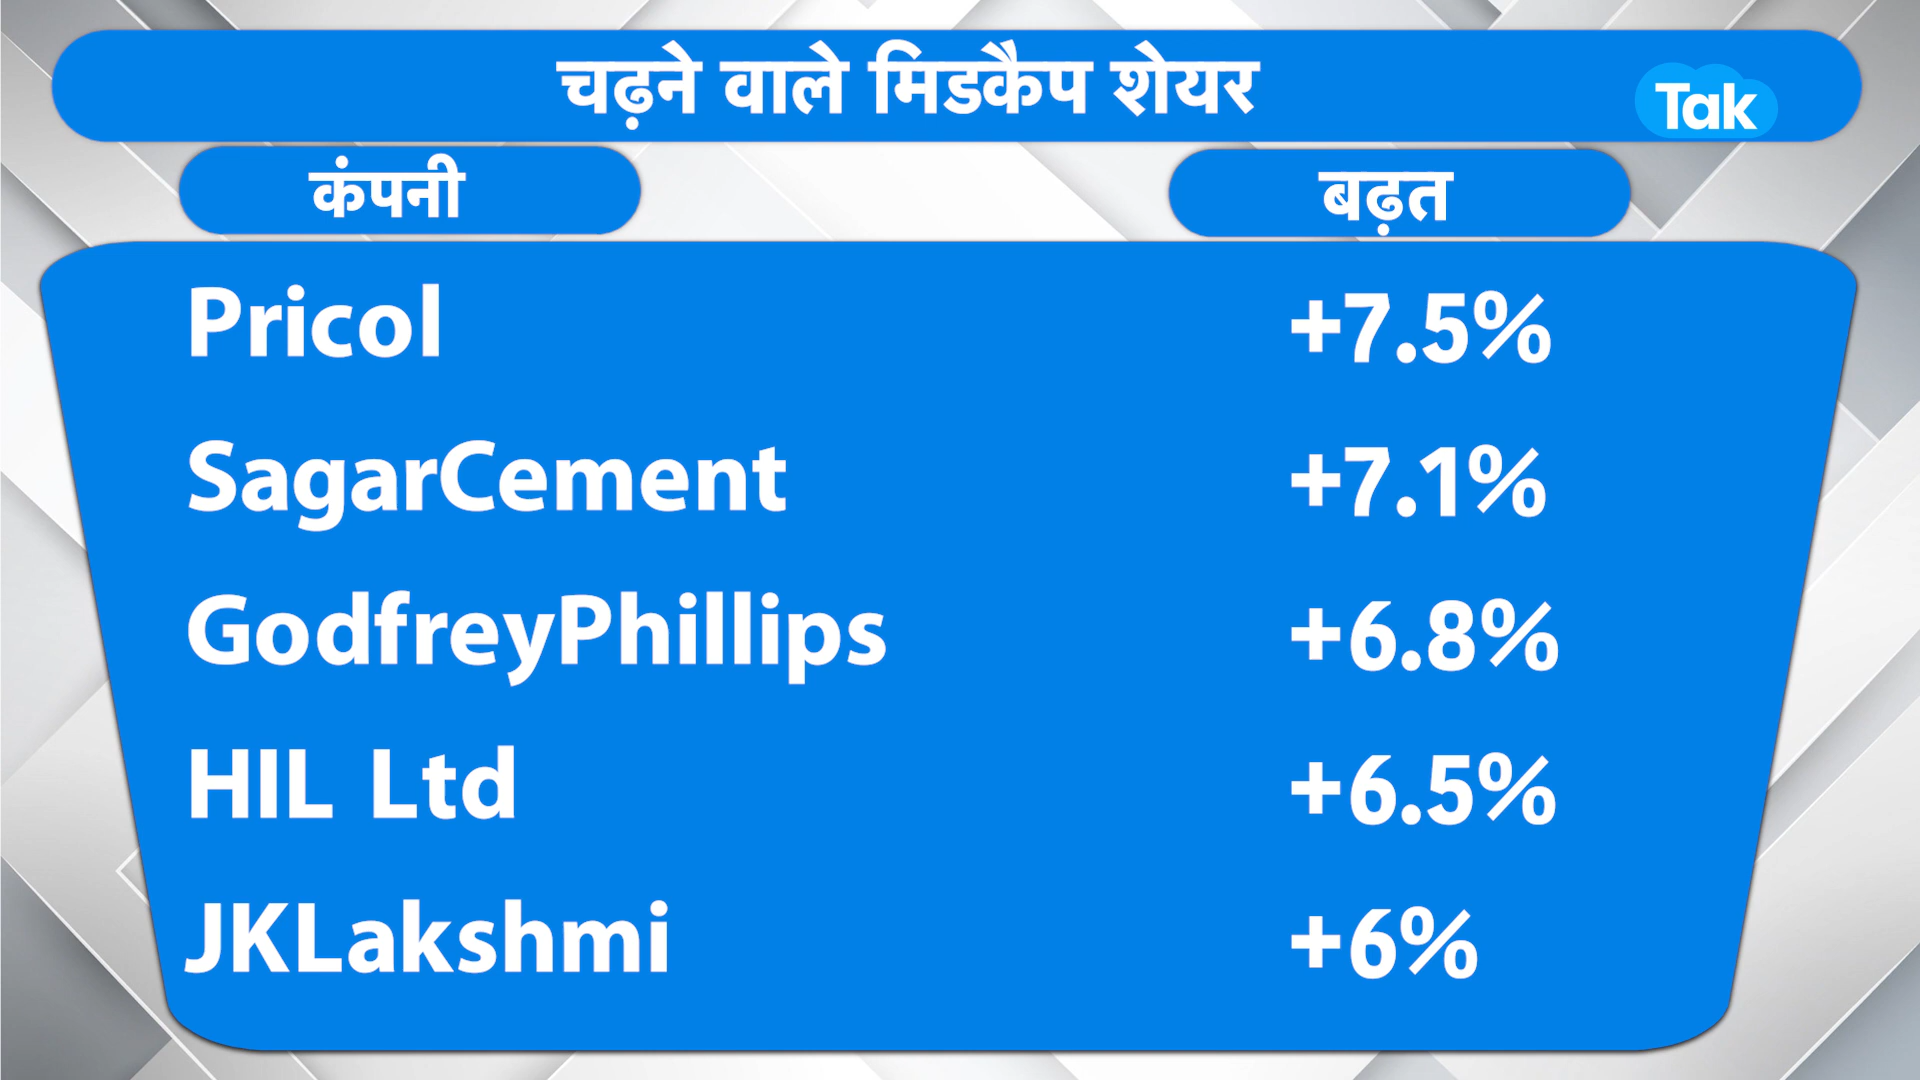 चढ़ने वाले मिडकैप शेयर
Tak
कंपनी
बढ़त
Pricol
+7.5%
SagarCement
+7.1%
GodfreyPhillips
+6.8%
HIL Ltd
+6.5%
JKLakshmi
+6%